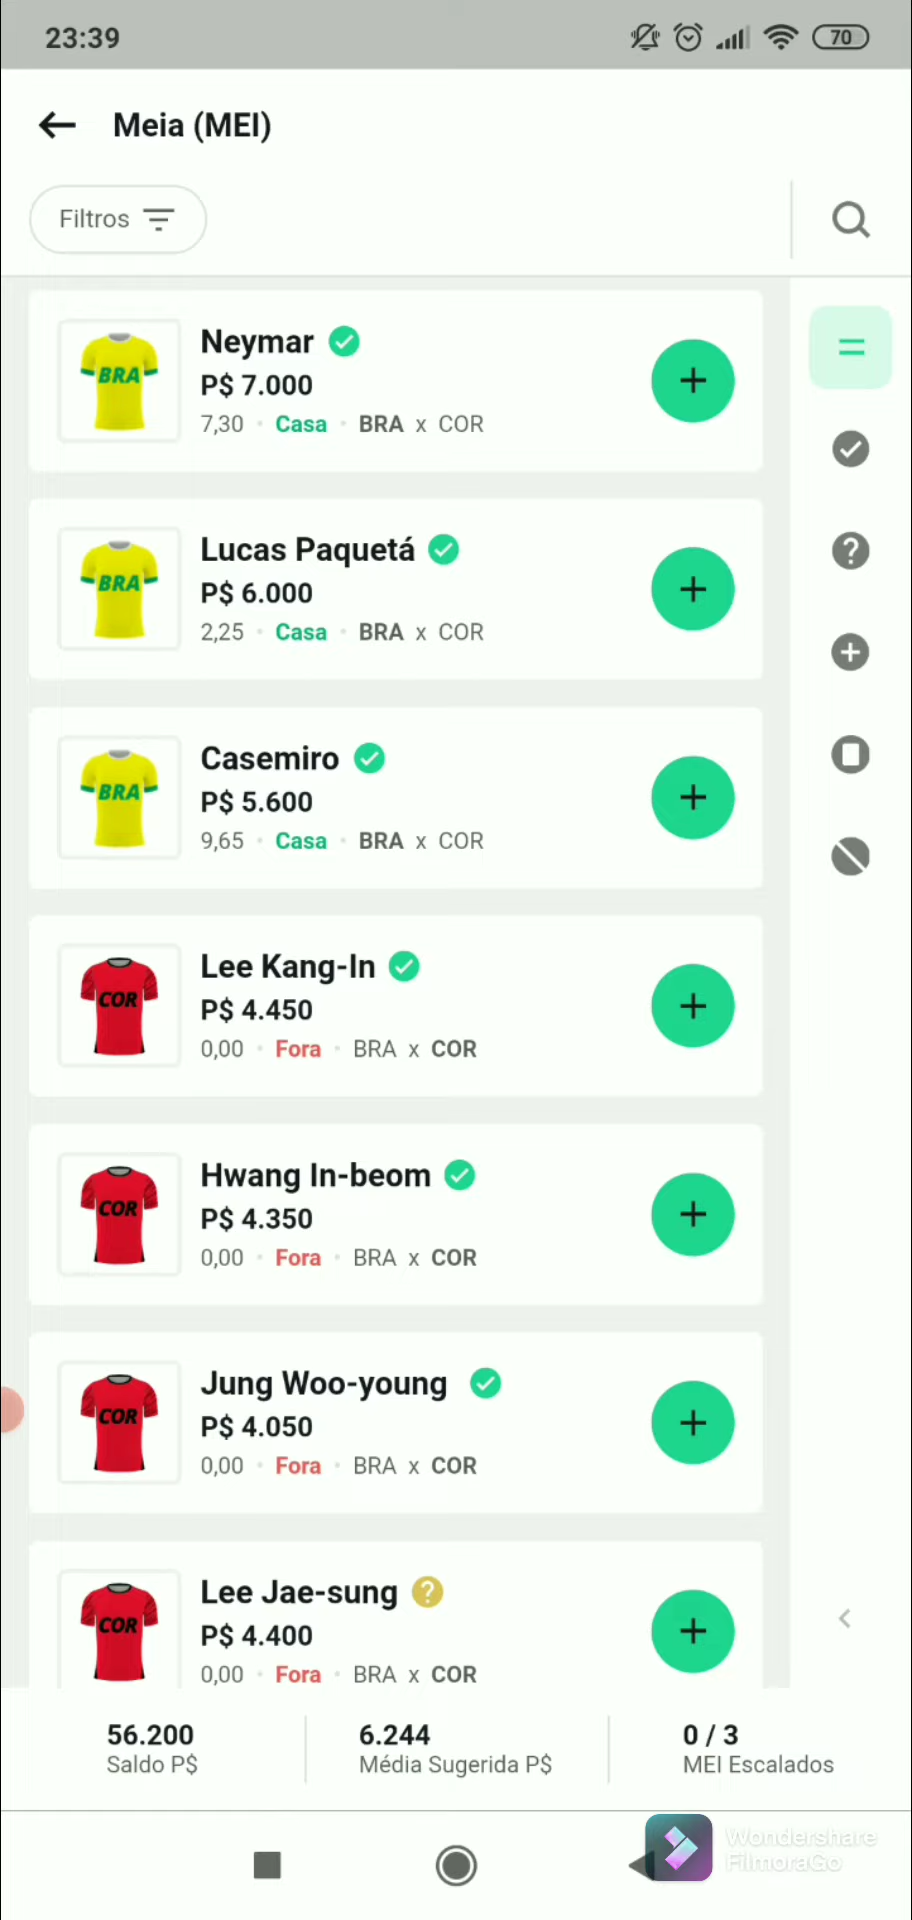 23:39
70
Meia (MEI)
Filtros
BRA
Neymar
P$ 7.000
7,30 · Casa · BRA x COR
BRA
Lucas Paquetá
P$ 6.000
2,25 · Casa · BRA x COR
BRA
Casemiro
P$ 5.600
9,65 · Casa · BRA x COR
COR
Lee Kang-In
P$ 4.450
0,00 · Fora · BRA x COR
COR
Hwang In-beom
P$ 4.350
0,00 · Fora · BRA x COR
COR
Jung Woo-young
P$ 4.050
0,00 · Fora · BRA x COR
COR
Lee Jae-sung
P$ 4.400
0,00 · Fora · BRA x COR
56.200
Saldo P$
6.244
Média Sugerida P$
0 / 3
MEI Escalados
Wondershare
FilmoraGo